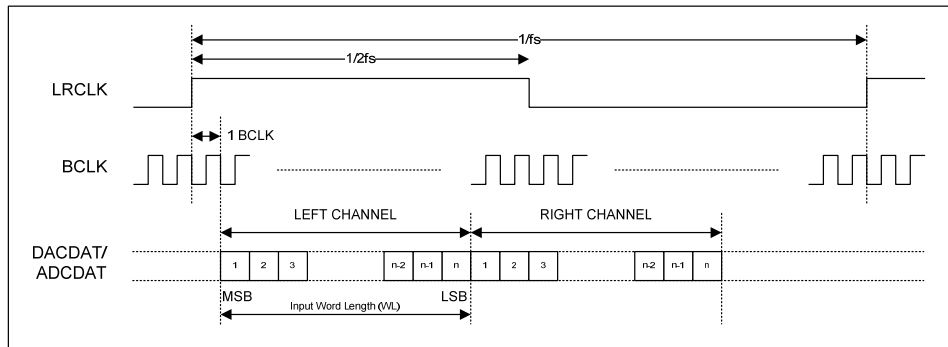 1/fs
1/2fs
LRCLK
1 BCLK
BCLK
LEFT CHANNEL RIGHT CHANNEL
DACDAT/
ADCDAT
1 2 3 n-2 n-1 n 1 2 3 n-2 n-1 n
MSB LSB
Input Word Length (WL)